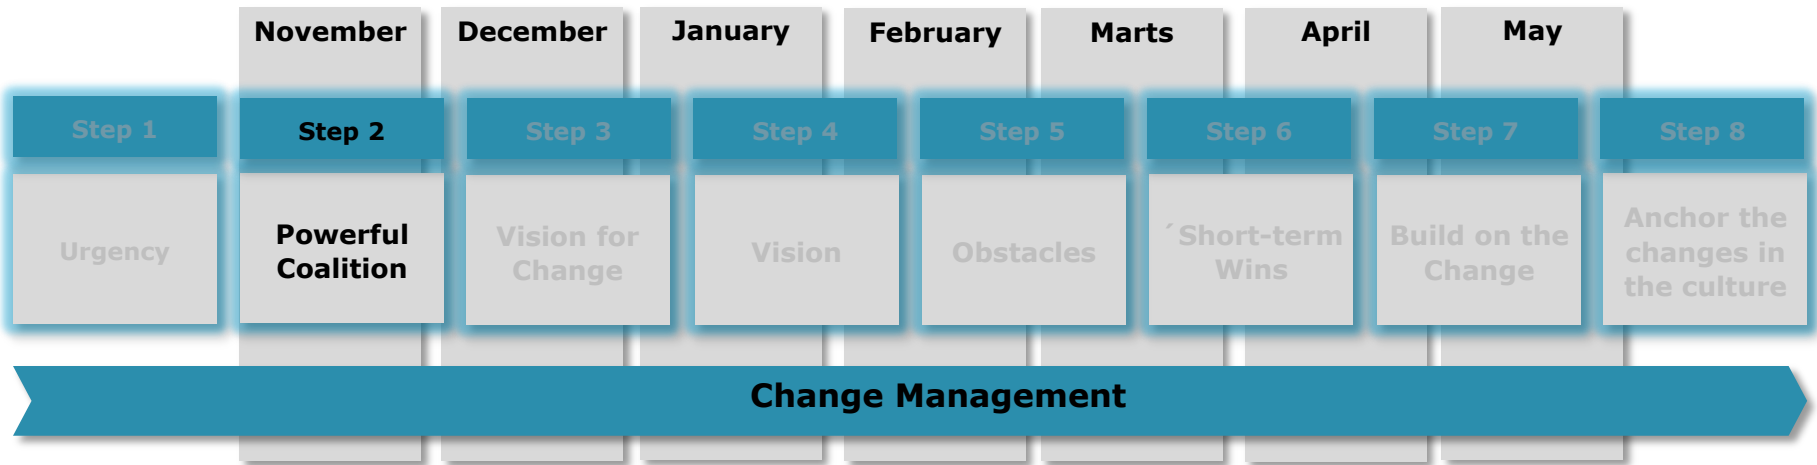 November December January February Marts April May
Step 1 Step 2 Step 3 Step 4 Step 5 Step 6 Step 7 Step 8
Urgency
Powerful
Coalition
Vision for
Change
Vision
Obstacles
´Short-term
Wins
Build on the
Change
Anchor the
changes in
the culture
Change Management